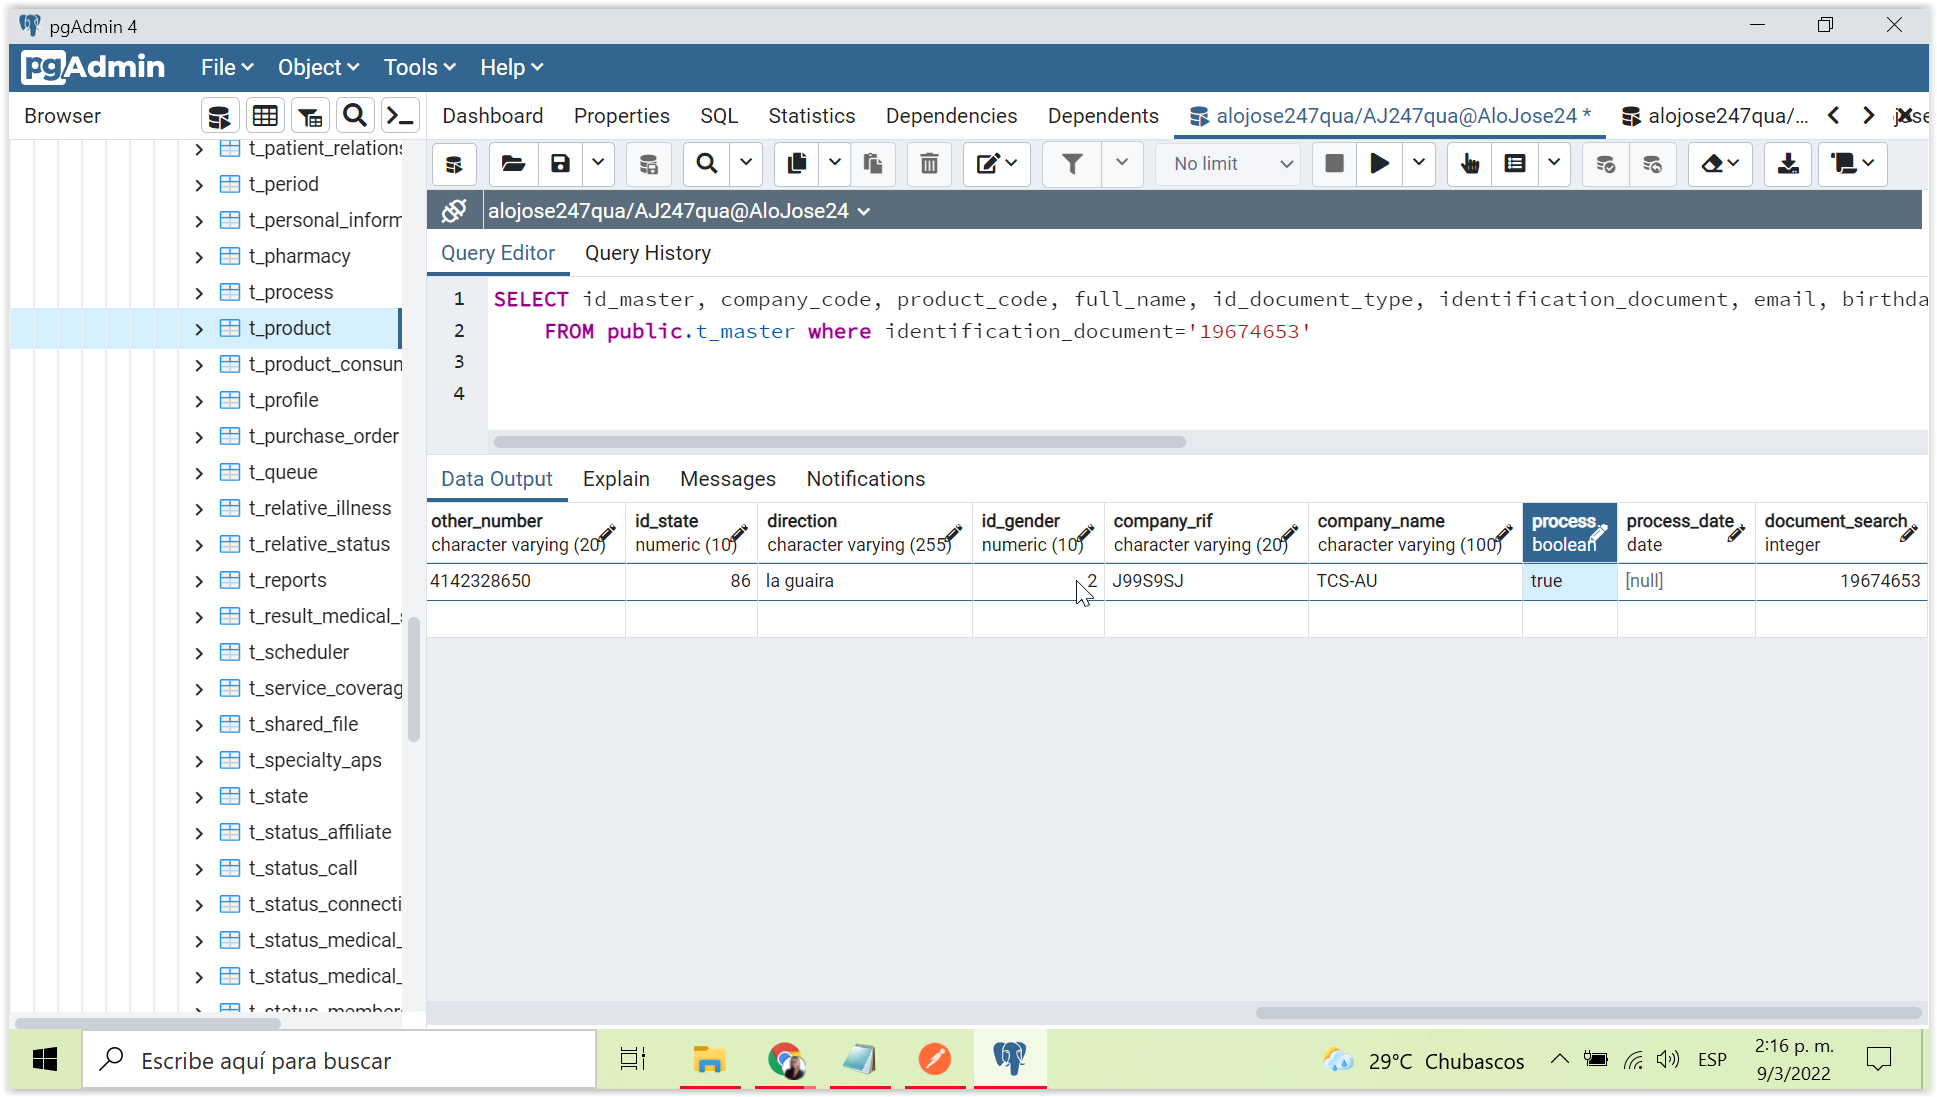 pgAdmin 4
pgAdmin File Object Tools Help
Browser
Dashboard Properties SQL Statistics Dependencies Dependents alojose247qua/AJ247qua@AloJose24 * alojose247qua/...
No limit
alojose247qua/AJ247qua@AloJose24
Query Editor Query History
1 SELECT id_master, company_code, product_code, full_name, id_document_type, identification_document, email, birthda
2 FROM public.t_master where identification_document='19674653'
3
4
Data Output Explain Messages Notifications
other_number id_state direction id_gender company_rif company_name process.. process_date document_search
character varying (20) numeric (10) character varying (255) numeric (10) character varying (20) character varying (100) boolean date integer
4142328650 86 la guaira 2 J99S9SJ TCS-AU true [null] 19674653
t_patient_relations
t_period
t_personal_inform
t_pharmacy
t_process
t_product
t_product_consum
t_profile
t_purchase_order
t_queue
t_relative_illness
t_relative_status
t_reports
t_result_medical_s
t_scheduler
t_service_coverag
t_shared_file
t_specialty_aps
t_state
t_status_affiliate
t_status_call
t_status_connecti
t_status_medical_
t_status_medical_
t_status_member
Escribe aquí para buscar
29°C Chubascos ESP 2:16 p. m.
9/3/2022